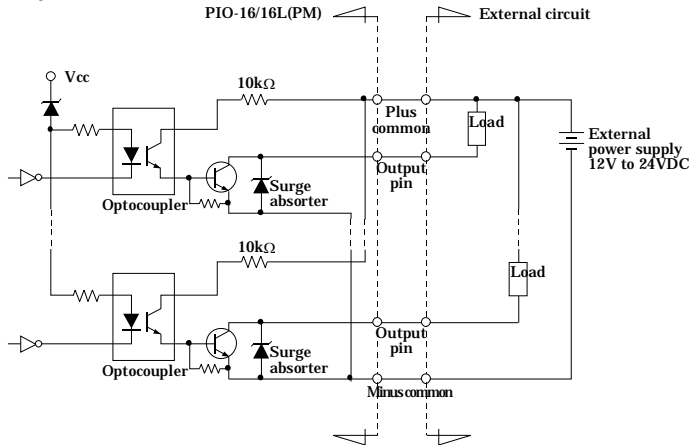 PIO-16/16L(PM)
External circuit
Vcc
10kΩ
Plus
common
Load
External
power supply
12V to 24VDC
Output
pin
Surge
absorter
Optocoupler
10kΩ
Load
Output
pin
Surge
absorter
Optocoupler
Minus common